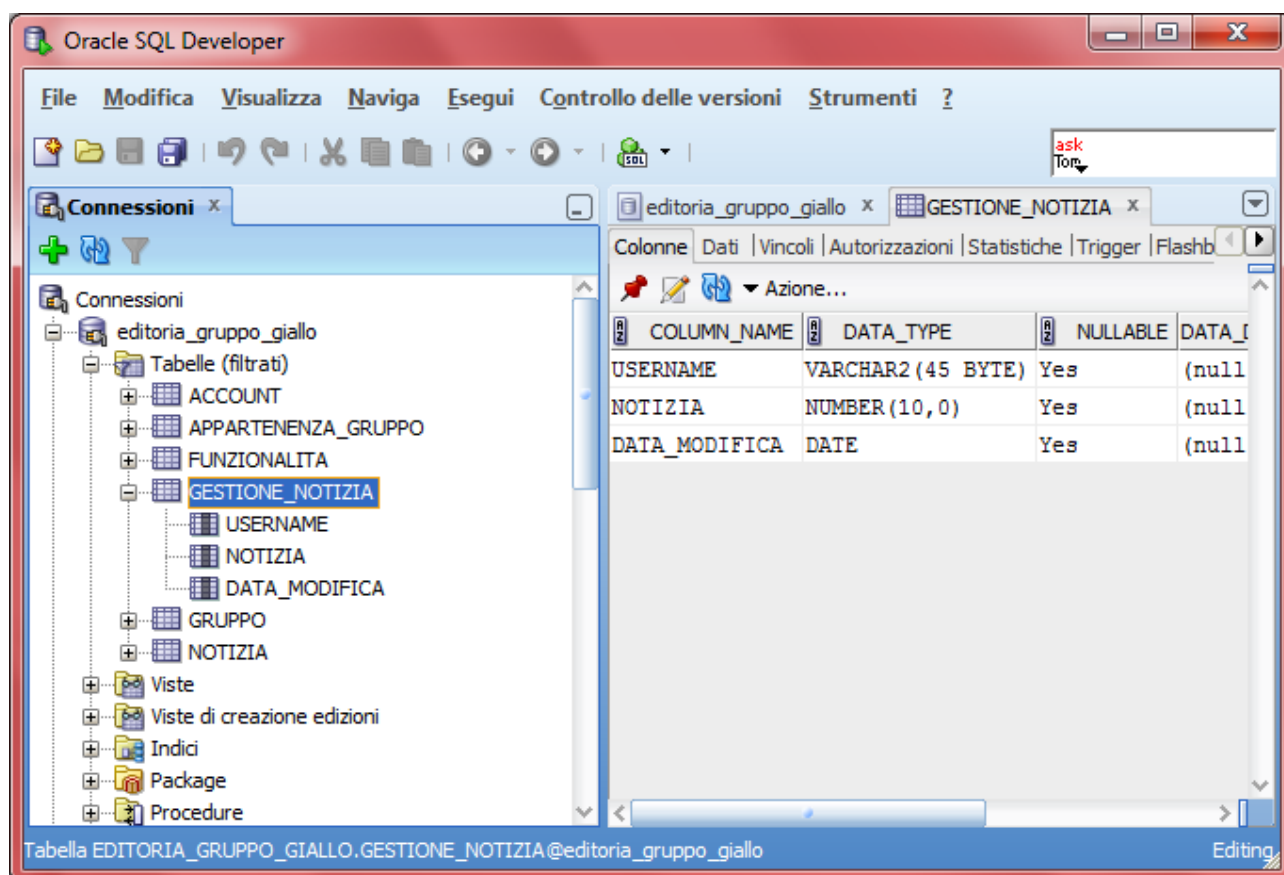 Oracle SQL Developer
File Modifica Visualizza Naviga Esegui Controllo delle versioni Strumenti ?
SQL
ask
Tom
Connessioni x
Connessioni
editoria_gruppo_giallo
Tabelle (filtrati)
ACCOUNT
APPARTENENZA_GRUPPO
FUNZIONALITA
GESTIONE_NOTIZIA
USERNAME
NOTIZIA
DATA_MODIFICA
GRUPPO
NOTIZIA
Viste
Viste di creazione edizioni
Indici
Package
Procedure
editoria_gruppo_giallo x GESTIONE_NOTIZIA x
Colonne Dati | Vincoli | Autorizzazioni | Statistiche | Trigger | Flashb
Azione...
COLUMN_NAME DATA_TYPE NULLABLE DATA_D
USERNAME VARCHAR2(45 BYTE) Yes (null
NOTIZIA NUMBER(10,0) Yes (null
DATA_MODIFICA DATE Yes (null
Tabella EDITORIA_GRUPPO_GIALLO.GESTIONE_NOTIZIA@editoria_gruppo_giallo Editing